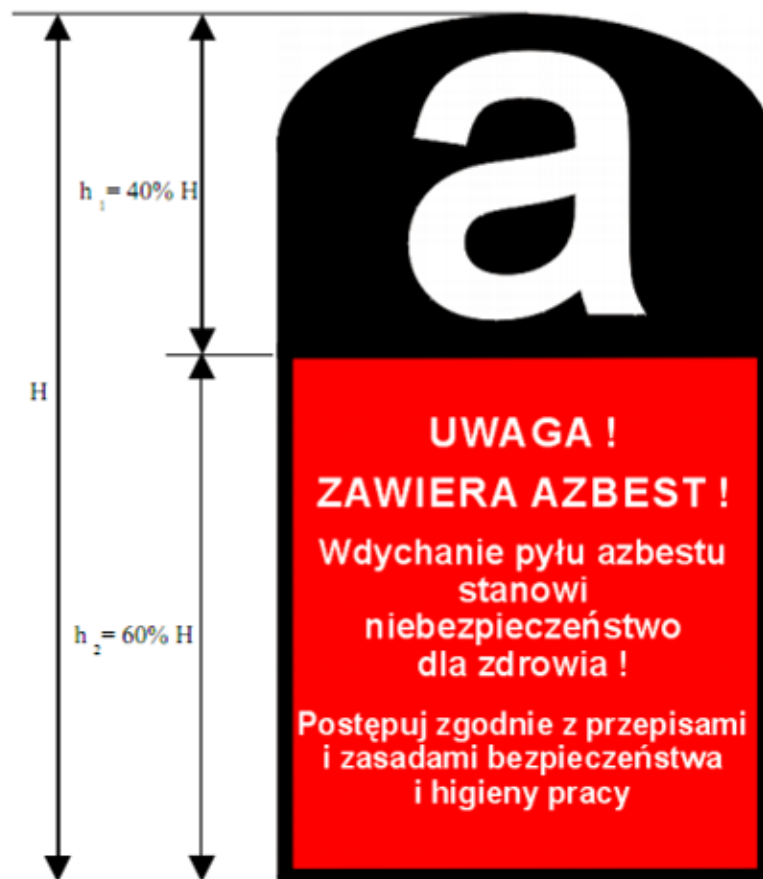 a
h₁= 40% H
H
UWAGA !
ZAWIERA AZBEST !
Wdychanie pyłu azbestu
stanowi
niebezpieczeństwo
dla zdrowia !
h₂= 60% H
Postępuj zgodnie z przepisami
i zasadami bezpieczeństwa
i higieny pracy